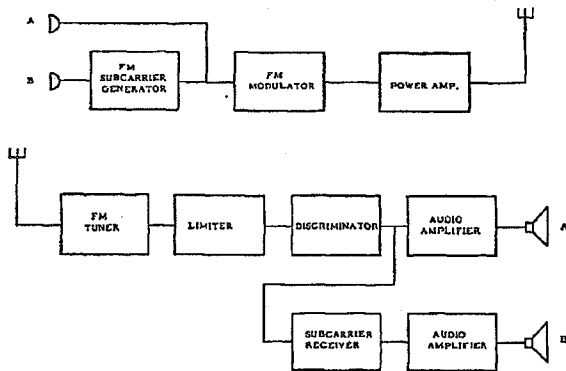 A
B
FM
SUBCARRIER
GENERATOR
FM
MODULATOR
POWER AMP.
FM
TUNER
LIMITER
DISCRIMINATOR
AUDIO
AMPLIFIER
A
SUBCARRIER
RECEIVER
AUDIO
AMPLIFIER
B